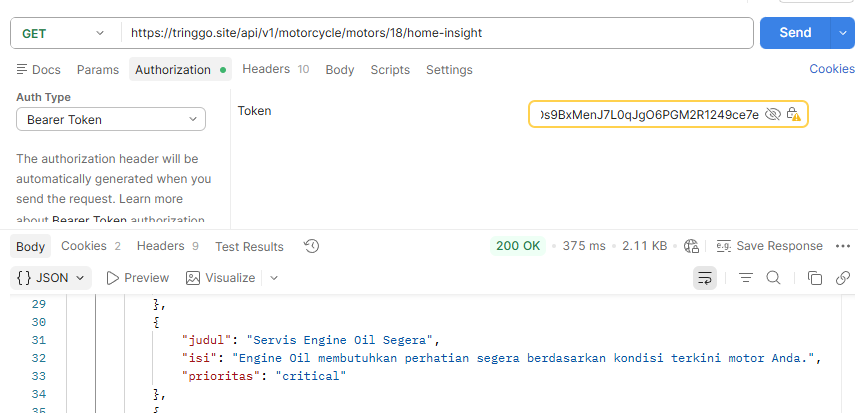 GET https://tringgo.site/api/v1/motorcycle/motors/18/home-insight Send
Docs Params Authorization Headers 10 Body Scripts Settings Cookies
Auth Type
Bearer Token
Token
s9BxMenJ7L0qJgO6PGM2R1249ce7e
The authorization header will be
automatically generated when you
send the request. Learn more
about Bearer Token authorization
Body Cookies 2 Headers 9 Test Results 200 OK • 375 ms • 2.11 KB • e.g. Save Response
{} JSON Preview Visualize
29 },
30 {
31 "judul": "Servis Engine Oil Segera",
32 "isi": "Engine Oil membutuhkan perhatian segera berdasarkan kondisi terkini motor Anda.",
33 "prioritas": "critical"
34 },
35 {